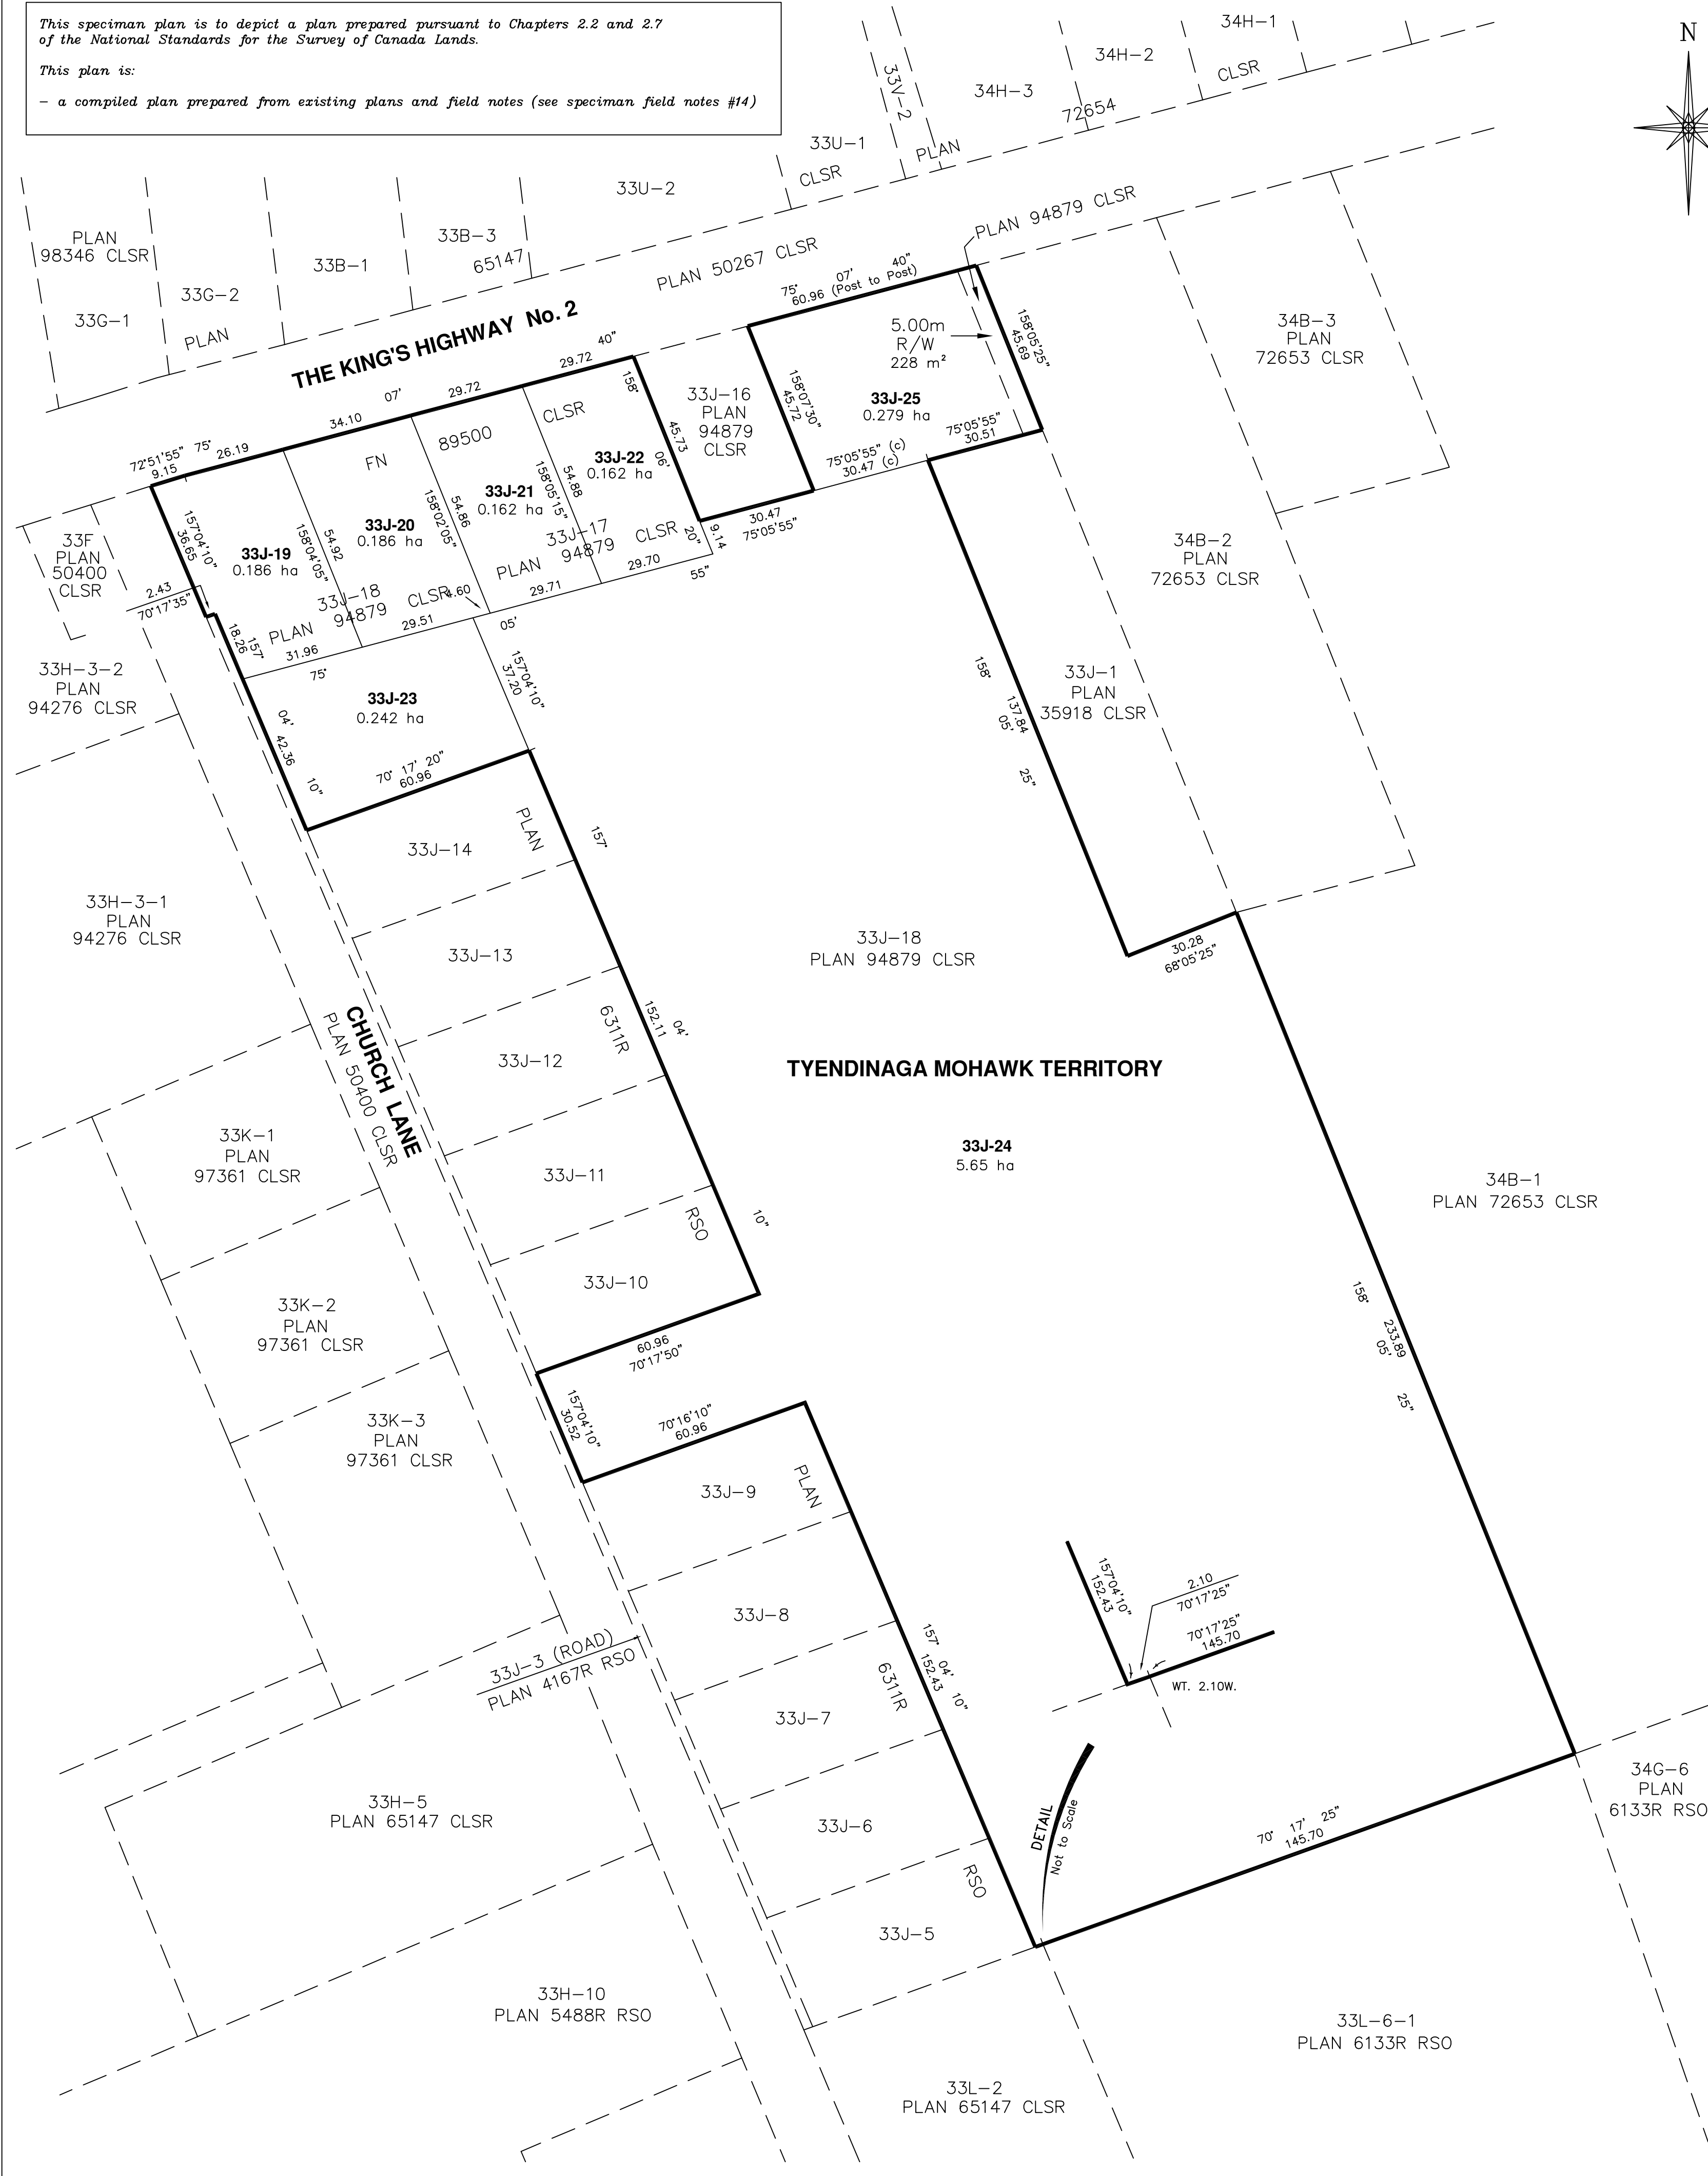 This speciman plan is to depict a plan prepared pursuant to Chapters 2.2 and 2.7
of the National Standards for the Survey of Canada Lands.
This plan is:
– a compiled plan prepared from existing plans and field notes (see speciman field notes #14)
N
34H–1
34H–2
34H–3
33V–2
33U–1
33U–2
CLSR
72654
PLAN
CLSR
PLAN 94879 CLSR
PLAN
98346 CLSR
33G–1
33G–2
33B–1
33B–3
65147
PLAN
PLAN 50267 CLSR
THE KING'S HIGHWAY No. 2
75°
07'
40"
60.96 (Post to Post)
5.00m
R/W
228 m²
158°05'25"
45.69
33J-25
0.279 ha
158°07'30"
45.72
75°05'55"
30.51
75°05'55" (c)
30.47 (c)
33J–16
PLAN
94879
CLSR
34B–3
PLAN
72653 CLSR
34B–2
PLAN
72653 CLSR
72°51'55"
9.15
75°
26.19
34.10
07'
29.72
29.72
40"
158°
45.73
06'
20"
9.14
30.47
75°05'55"
FN
89500
CLSR
33J-22
0.162 ha
33J-21
0.162 ha
33J-20
0.186 ha
33J-19
0.186 ha
157°04'10"
36.65
158°04'05"
54.92
158°02'05"
54.86
158°05'15"
54.88
33J–17
PLAN 94879 CLSR
33J–18
PLAN 94879 CLSR
4.60
33F
PLAN
50400
CLSR
2.43
70°17'35"
18.26
157°
31.96
29.51
29.71
29.70
75°
05'
55"
33H–3–2
PLAN
94276 CLSR
33J-23
0.242 ha
04'
42.36
10"
157°04'10"
37.20
70° 17' 20"
60.96
33J–1
PLAN
35918 CLSR
158°
137.84
05'
25"
33J–14
PLAN
157°
33H–3–1
PLAN
94276 CLSR
33J–13
33J–18
PLAN 94879 CLSR
30.28
68°05'25"
6311R
152.11
04'
33J–12
CHURCH LANE
PLAN 50400 CLSR
TYENDINAGA MOHAWK TERRITORY
33J-24
5.65 ha
33K–1
PLAN
97361 CLSR
33J–11
34B–1
PLAN 72653 CLSR
RSO
10"
33J–10
33K–2
PLAN
97361 CLSR
158°
233.89
05'
25"
60.96
70°17'50"
157°04'10"
30.52
70°16'10"
60.96
33K–3
PLAN
97361 CLSR
33J–9
PLAN
33J–8
157°04'10"
152.43
2.10
70°17'25"
70°17'25"
145.70
WT. 2.10W.
33J–3 (ROAD)
PLAN 4167R RSO
157°
04'
152.43
10"
6311R
33J–7
34G–6
PLAN
6133R RSO
33H–5
PLAN 65147 CLSR
33J–6
DETAIL
Not to Scale
70° 17' 25"
145.70
RSO
33J–5
33H–10
PLAN 5488R RSO
33L–6–1
PLAN 6133R RSO
33L–2
PLAN 65147 CLSR